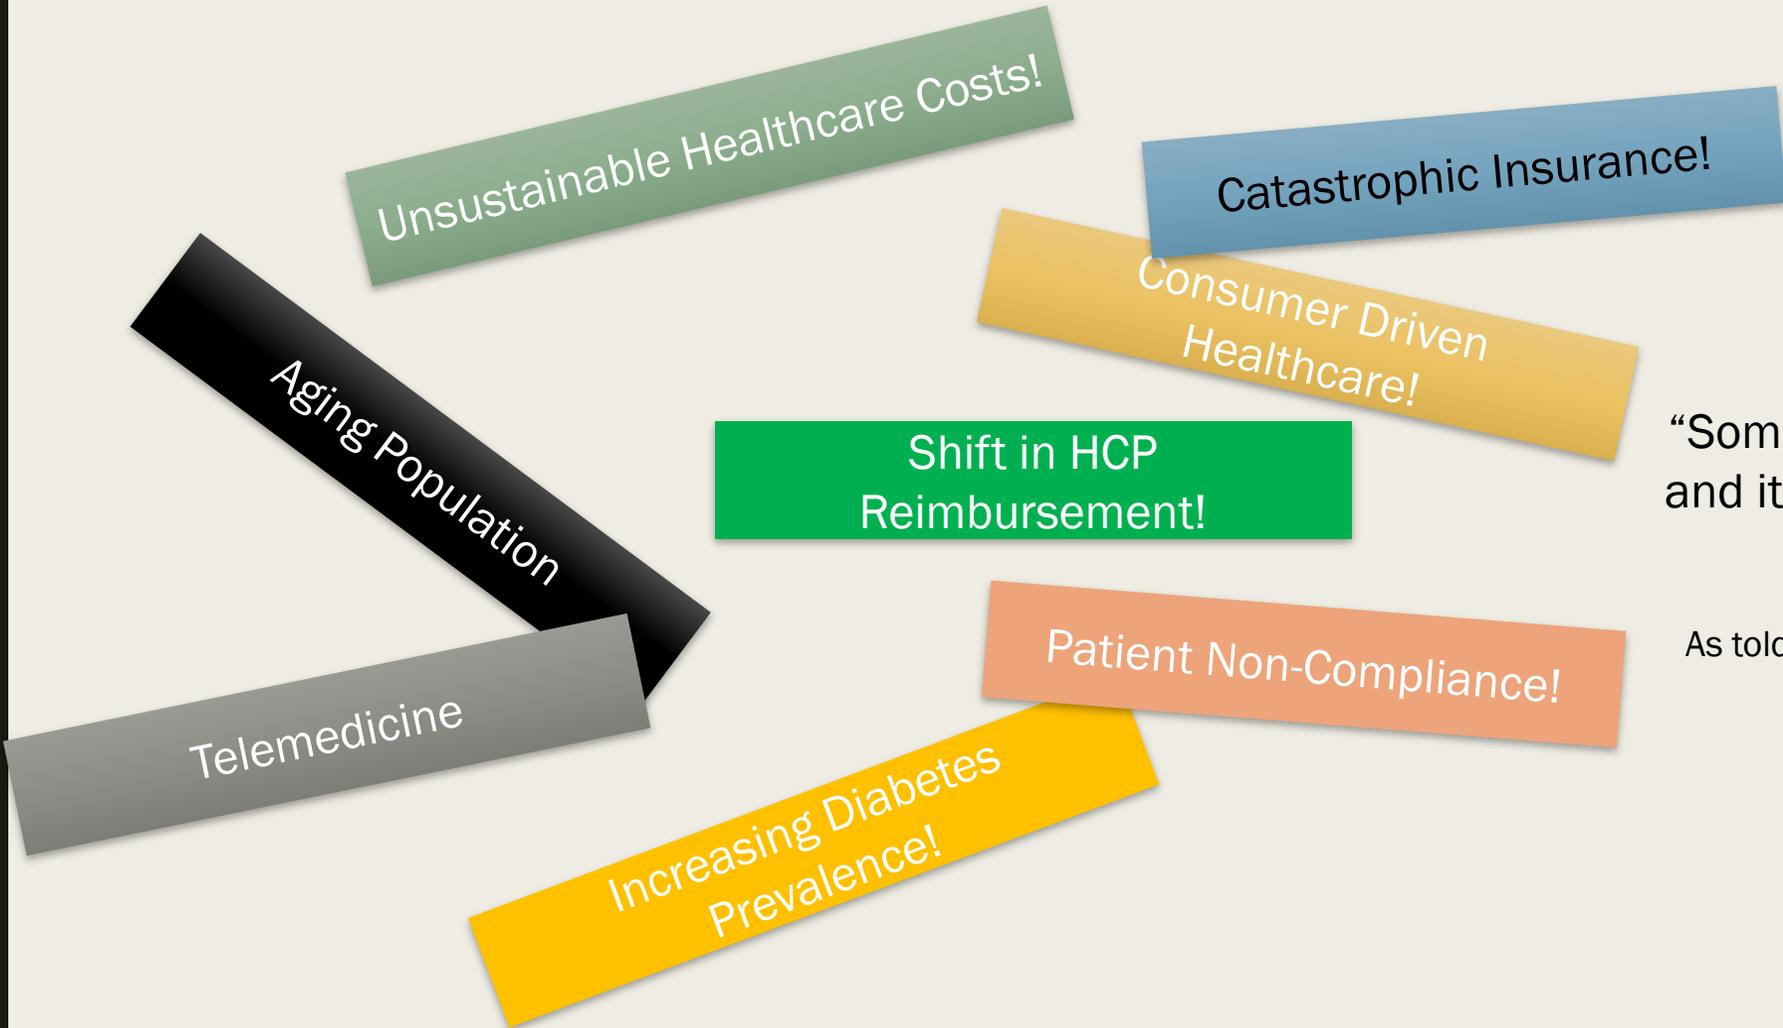 Unsustainable Healthcare Costs!
Catastrophic Insurance!
Consumer Driven
Healthcare!
Aging Population
Shift in HCP
Reimbursement!
“Som
and it
Patient Non-Compliance!
As told
Telemedicine
Increasing Diabetes
Prevalence!